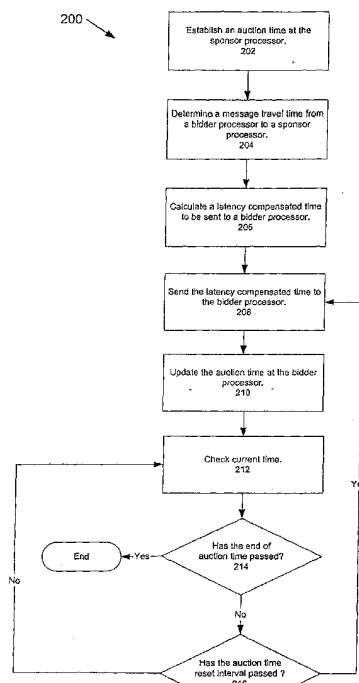 200
Establish an auction time at the
sponsor processor.
202
Determine a message travel time from
a bidder processor to a sponsor
processor.
204
Calculate a latency compensated time
to be sent to a bidder processor.
206
Send the latency compensated time to
the bidder processor.
208
Update the auction time at the bidder
processor.
210
Check current time.
212
Has the end of
auction time passed?
214
Yes
End
No
Has the auction time
reset interval passed ?
No